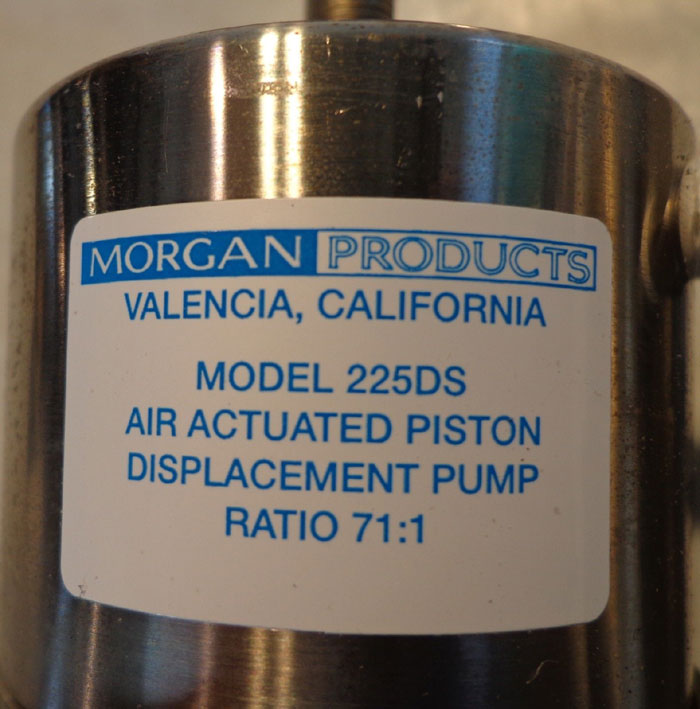 MORGAN PRODUCTS
VALENCIA, CALIFORNIA
MODEL 225DS
AIR ACTUATED PISTON
DISPLACEMENT PUMP
RATIO 71:1